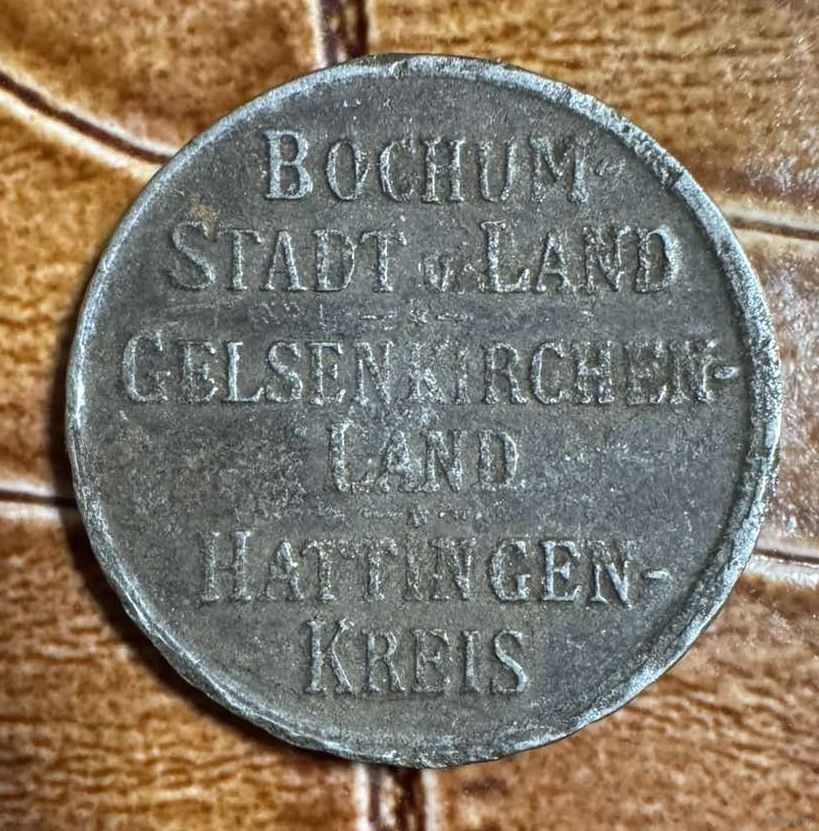 BOCHUM-
STADT u. LAND
GELSENKIRCHEN-
LAND
HATTINGEN-
KREIS